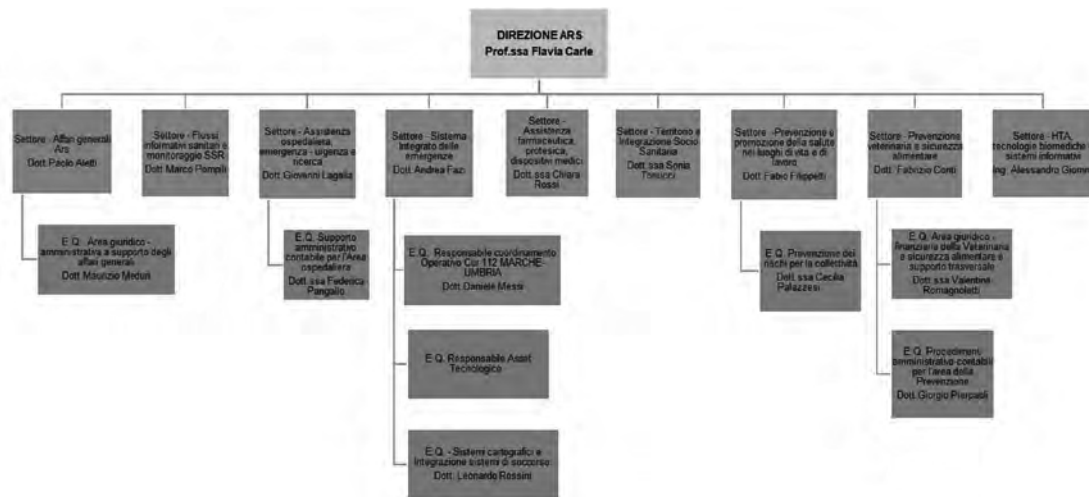 DIREZIONE ARS
Prof.ssa Flavia Carle
Settore - Affari generali
Ars
Dott. Paolo Aletti
Settore - Flussi
informativi sanitari e
monitoraggio SSR
Dott. Marco Pompili
Settore - Assistenza
ospedaliera,
emergenza - urgenza e
ricerca
Dott. Giovanni Lagalla
Settore - Sistema
Integrato delle
emergenze
Dott. Andrea Fazi
Settore -
Assistenza
farmaceutica,
protesica,
dispositivi medici
Dott.ssa Chiara
Rossi
Settore - Territorio e
Integrazione Socio
Sanitaria
Dott.ssa Sonia
Tonucci
Settore - Prevenzione e
promozione della salute
nei luoghi di vita e di
lavoro
Dott. Fabio Filippetti
Settore - Prevenzione
veterinaria e sicurezza
alimentare
Dott. Fabrizio Conti
Settore - HTA,
tecnologie biomediche e
sistemi informativi
Ing. Alessandro
E.Q. Area giuridico -
amministrativa a supporto degli
affari generali
Dott. Maurizio Meduri
E.Q. Supporto
amministrativo
contabile per l'Area
ospedaliera
Dott.ssa Federica
Pangallo
E.Q. Responsabile coordinamento
Operativo Cur 112 MARCHE-
UMBRIA
Dott. Daniele Messi
E.Q. Responsabile Asset
Tecnologico
E.Q. - Sistemi cartografici e
Integrazione sistemi di soccorso
Dott. Leonardo Rossini
E.Q. Prevenzione dei
rischi per la collettività
Dott.ssa Cecilia
Palazzesi
E.Q. Area giuridico -
finanziaria della Veterinaria
e sicurezza alimentare e
supporto trasversale
Dott.ssa Valentina
Romagnoletti
E.Q. Procedimenti
amministrativo contabili
per l'area della
Prevenzione
Dott. Giorgio Pierpaoli